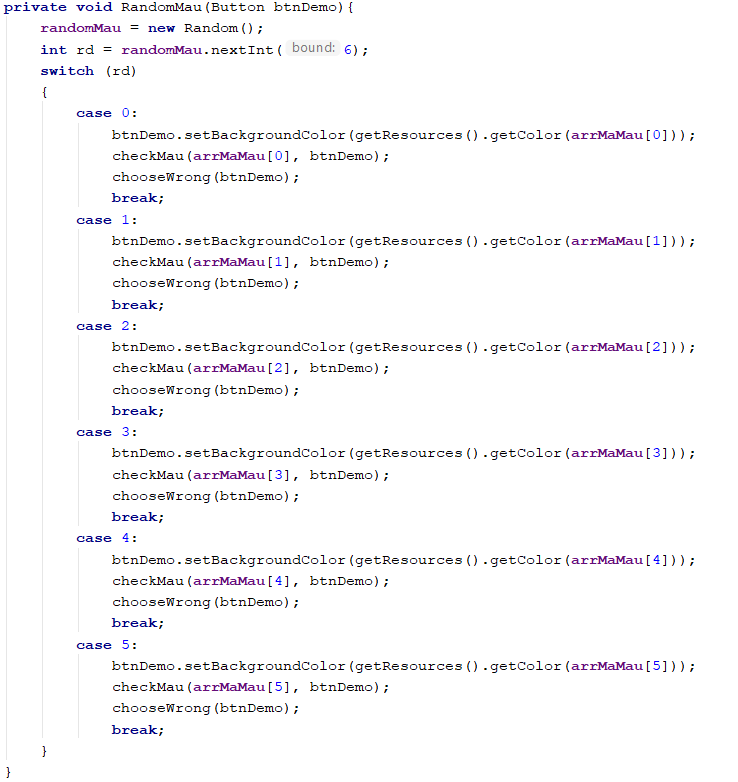 private void RandomMau(Button btnDemo){
    randomMau = new Random();
    int rd = randomMau.nextInt( bound: 6);
    switch (rd)
    {
        case 0:
            btnDemo.setBackgroundColor(getResources().getColor(arrMaMau[0]));
            checkMau(arrMaMau[0], btnDemo);
            chooseWrong(btnDemo);
            break;
        case 1:
            btnDemo.setBackgroundColor(getResources().getColor(arrMaMau[1]));
            checkMau(arrMaMau[1], btnDemo);
            chooseWrong(btnDemo);
            break;
        case 2:
            btnDemo.setBackgroundColor(getResources().getColor(arrMaMau[2]));
            checkMau(arrMaMau[2], btnDemo);
            chooseWrong(btnDemo);
            break;
        case 3:
            btnDemo.setBackgroundColor(getResources().getColor(arrMaMau[3]));
            checkMau(arrMaMau[3], btnDemo);
            chooseWrong(btnDemo);
            break;
        case 4:
            btnDemo.setBackgroundColor(getResources().getColor(arrMaMau[4]));
            checkMau(arrMaMau[4], btnDemo);
            chooseWrong(btnDemo);
            break;
        case 5:
            btnDemo.setBackgroundColor(getResources().getColor(arrMaMau[5]));
            checkMau(arrMaMau[5], btnDemo);
            chooseWrong(btnDemo);
            break;
    }
}